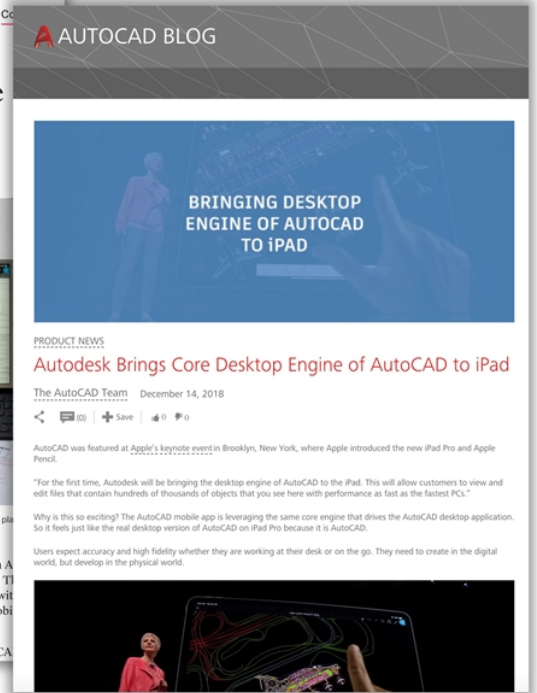 Co
AUTOCAD BLOG
BRINGING DESKTOP
ENGINE OF AUTOCAD
TO iPAD
PRODUCT NEWS
Autodesk Brings Core Desktop Engine of AutoCAD to iPad
The AutoCAD Team December 14, 2018
(0) Save 0 0
AutoCAD was featured at Apple's keynote event in Brooklyn, New York, where Apple introduced the new iPad Pro and Apple
Pencil.
"For the first time, Autodesk will be bringing the desktop engine of AutoCAD to the iPad. This will allow customers to view and
edit files that contain hundreds of thousands of objects that you see here with performance as fast as the fastest PCs."
Why is this so exciting? The AutoCAD mobile app is leveraging the same core engine that drives the AutoCAD desktop application.
So it feels just like the real desktop version of AutoCAD on iPad Pro because it is AutoCAD.
Users expect accuracy and high fidelity whether they are working at their desk or on the go. They need to create in the digital
world, but develop in the physical world.